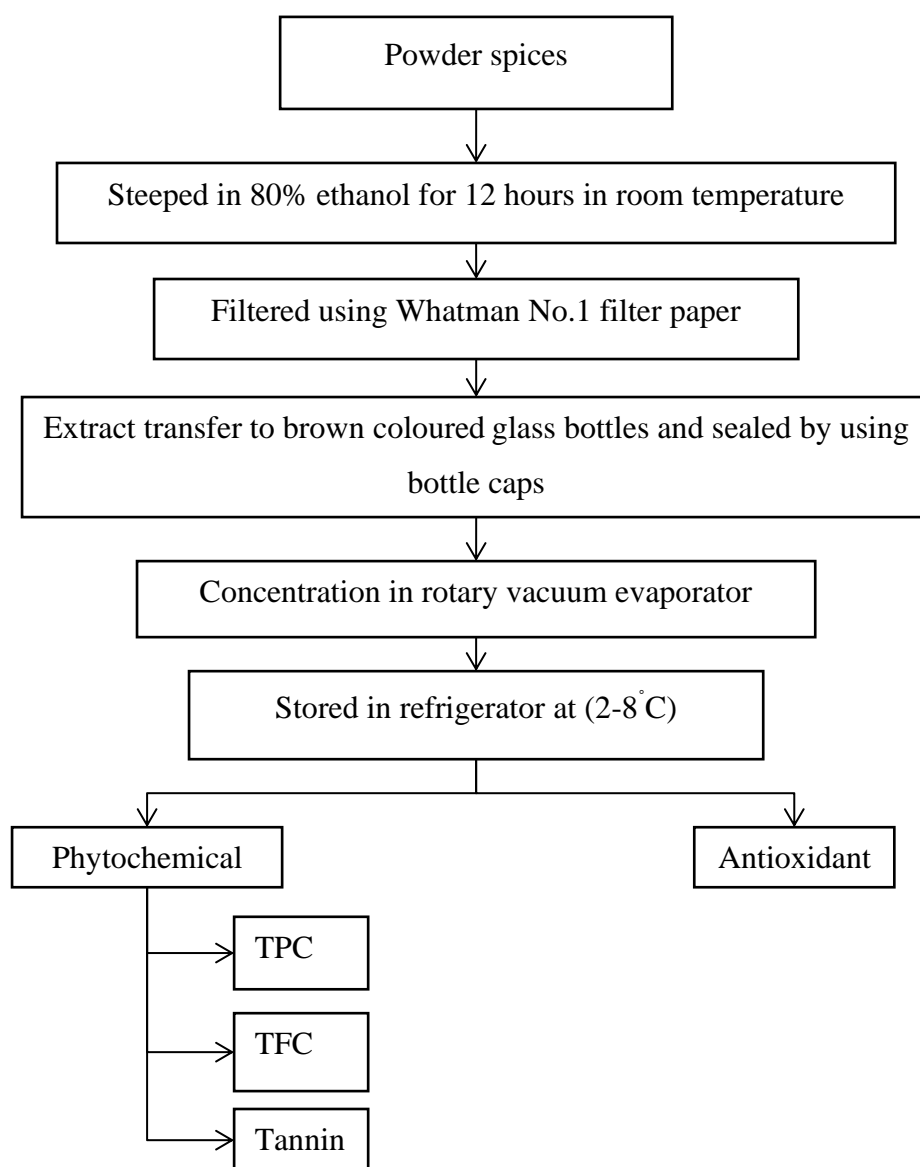 Powder spices
Steeped in 80% ethanol for 12 hours in room temperature
Filtered using Whatman No.1 filter paper
Extract transfer to brown coloured glass bottles and sealed by using
bottle caps
Concentration in rotary vacuum evaporator
Stored in refrigerator at (2-8°C)
Phytochemical
Antioxidant
TPC
TFC
Tannin